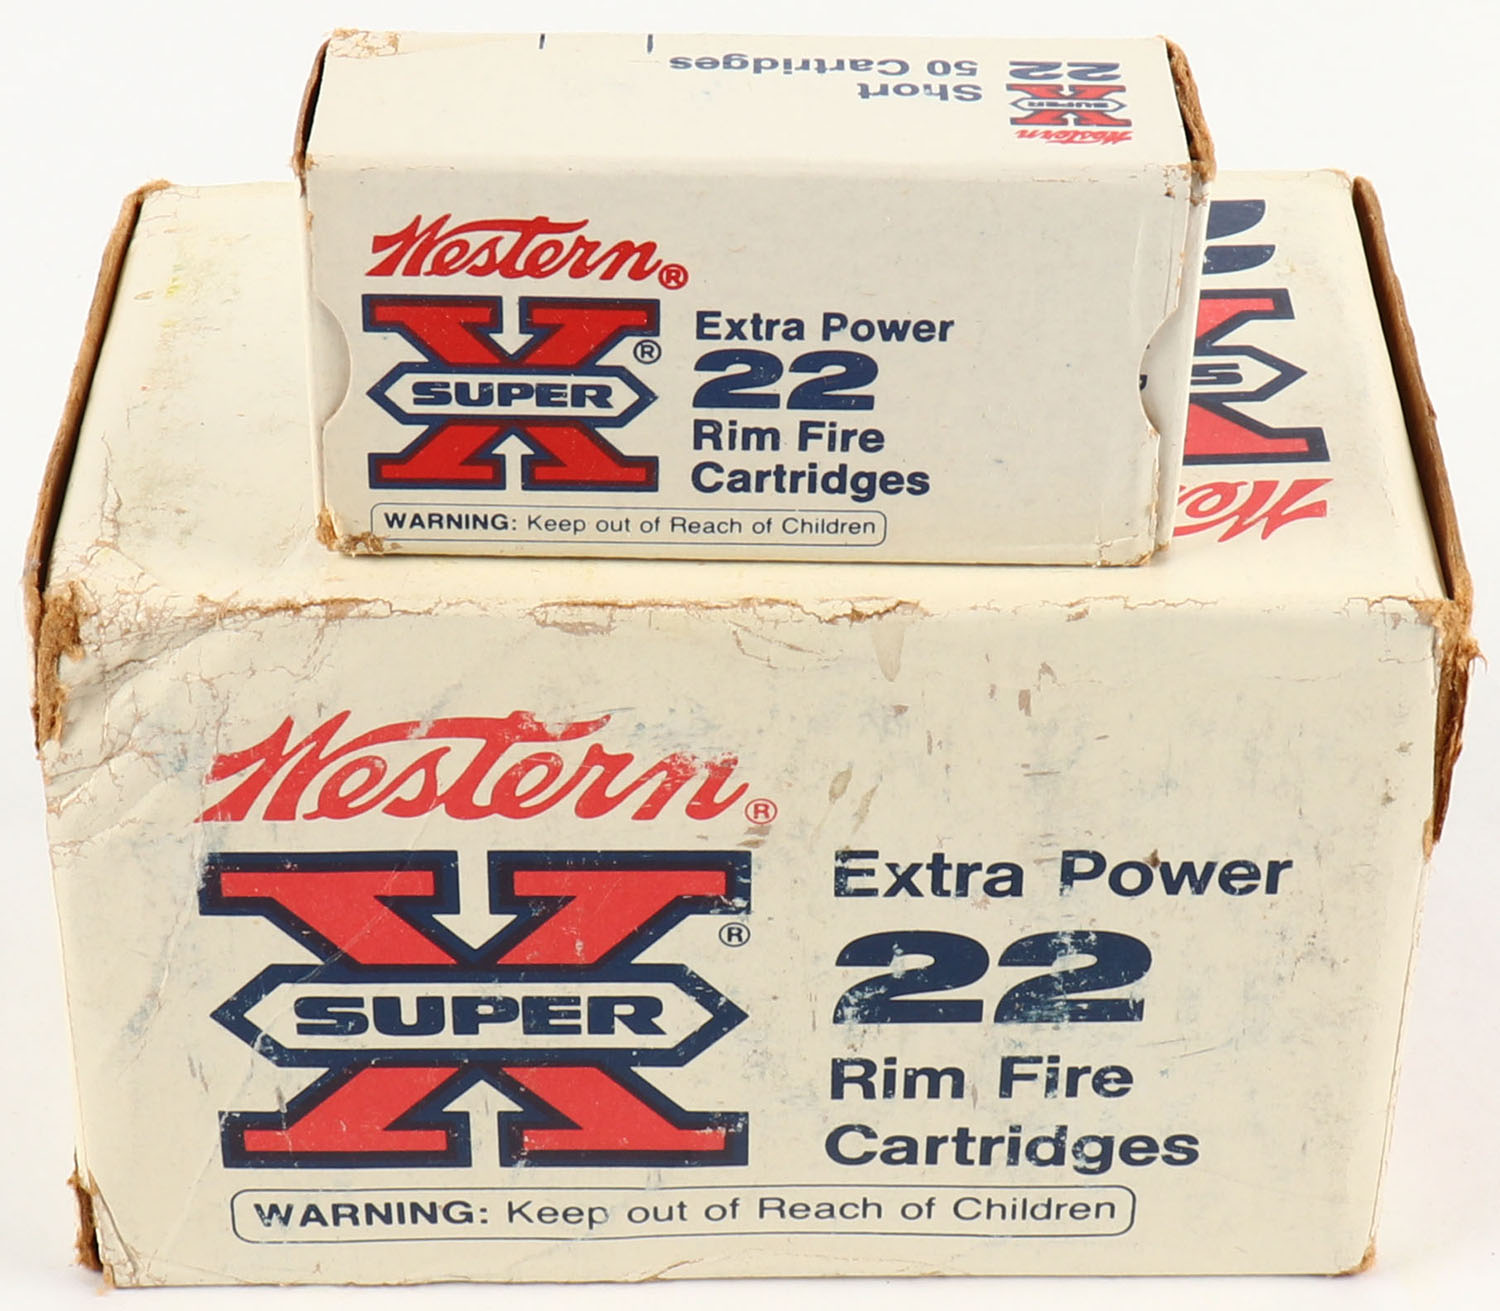 Short
50 Cartridges
Western
SUPER
X
22
Western®
SUPER
X®
Extra Power
22
Rim Fire
Cartridges
WARNING: Keep out of Reach of Children
Western®
SUPER
X®
Extra Power
22
Rim Fire
Cartridges
WARNING: Keep out of Reach of Children